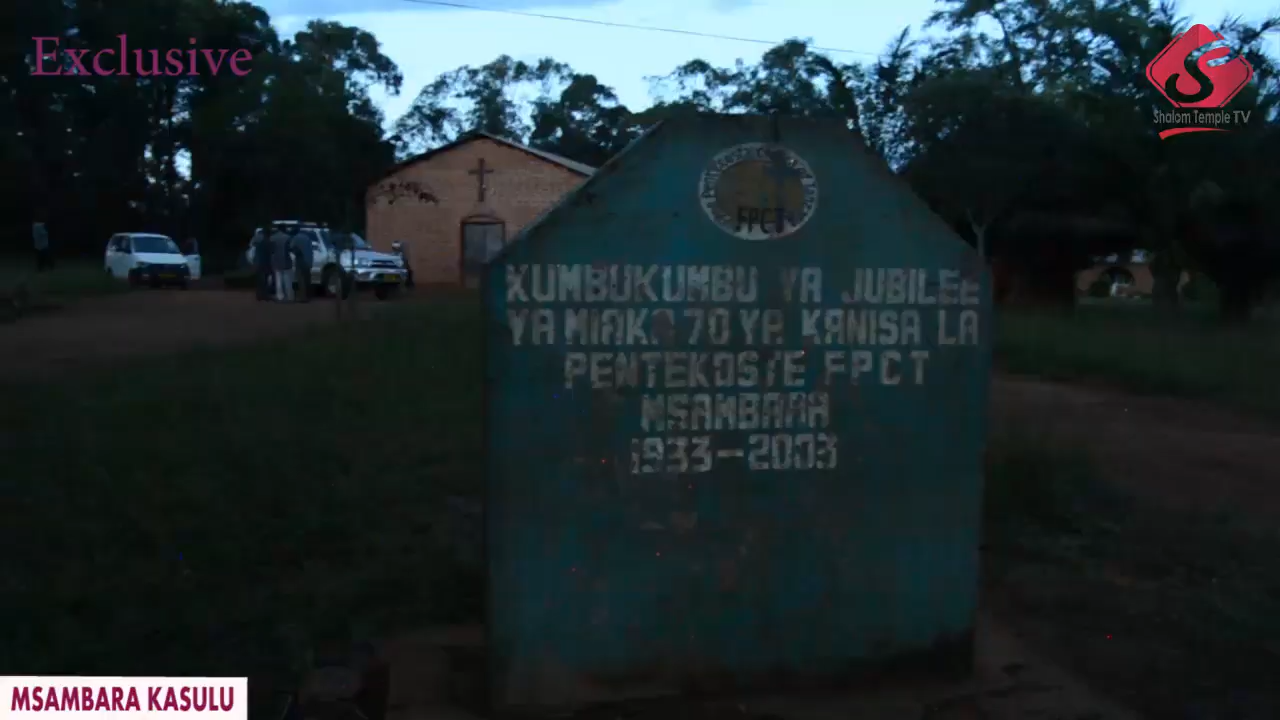 Exclusive
Shalom Temple TV
FPCT
KUMBUKUMBU YA JUBILEE
YA MIAKA 70 YA KANISA LA
PENTEKOSTE FPCT
MSAMBARA
1933-2003
MSAMBARA KASULU